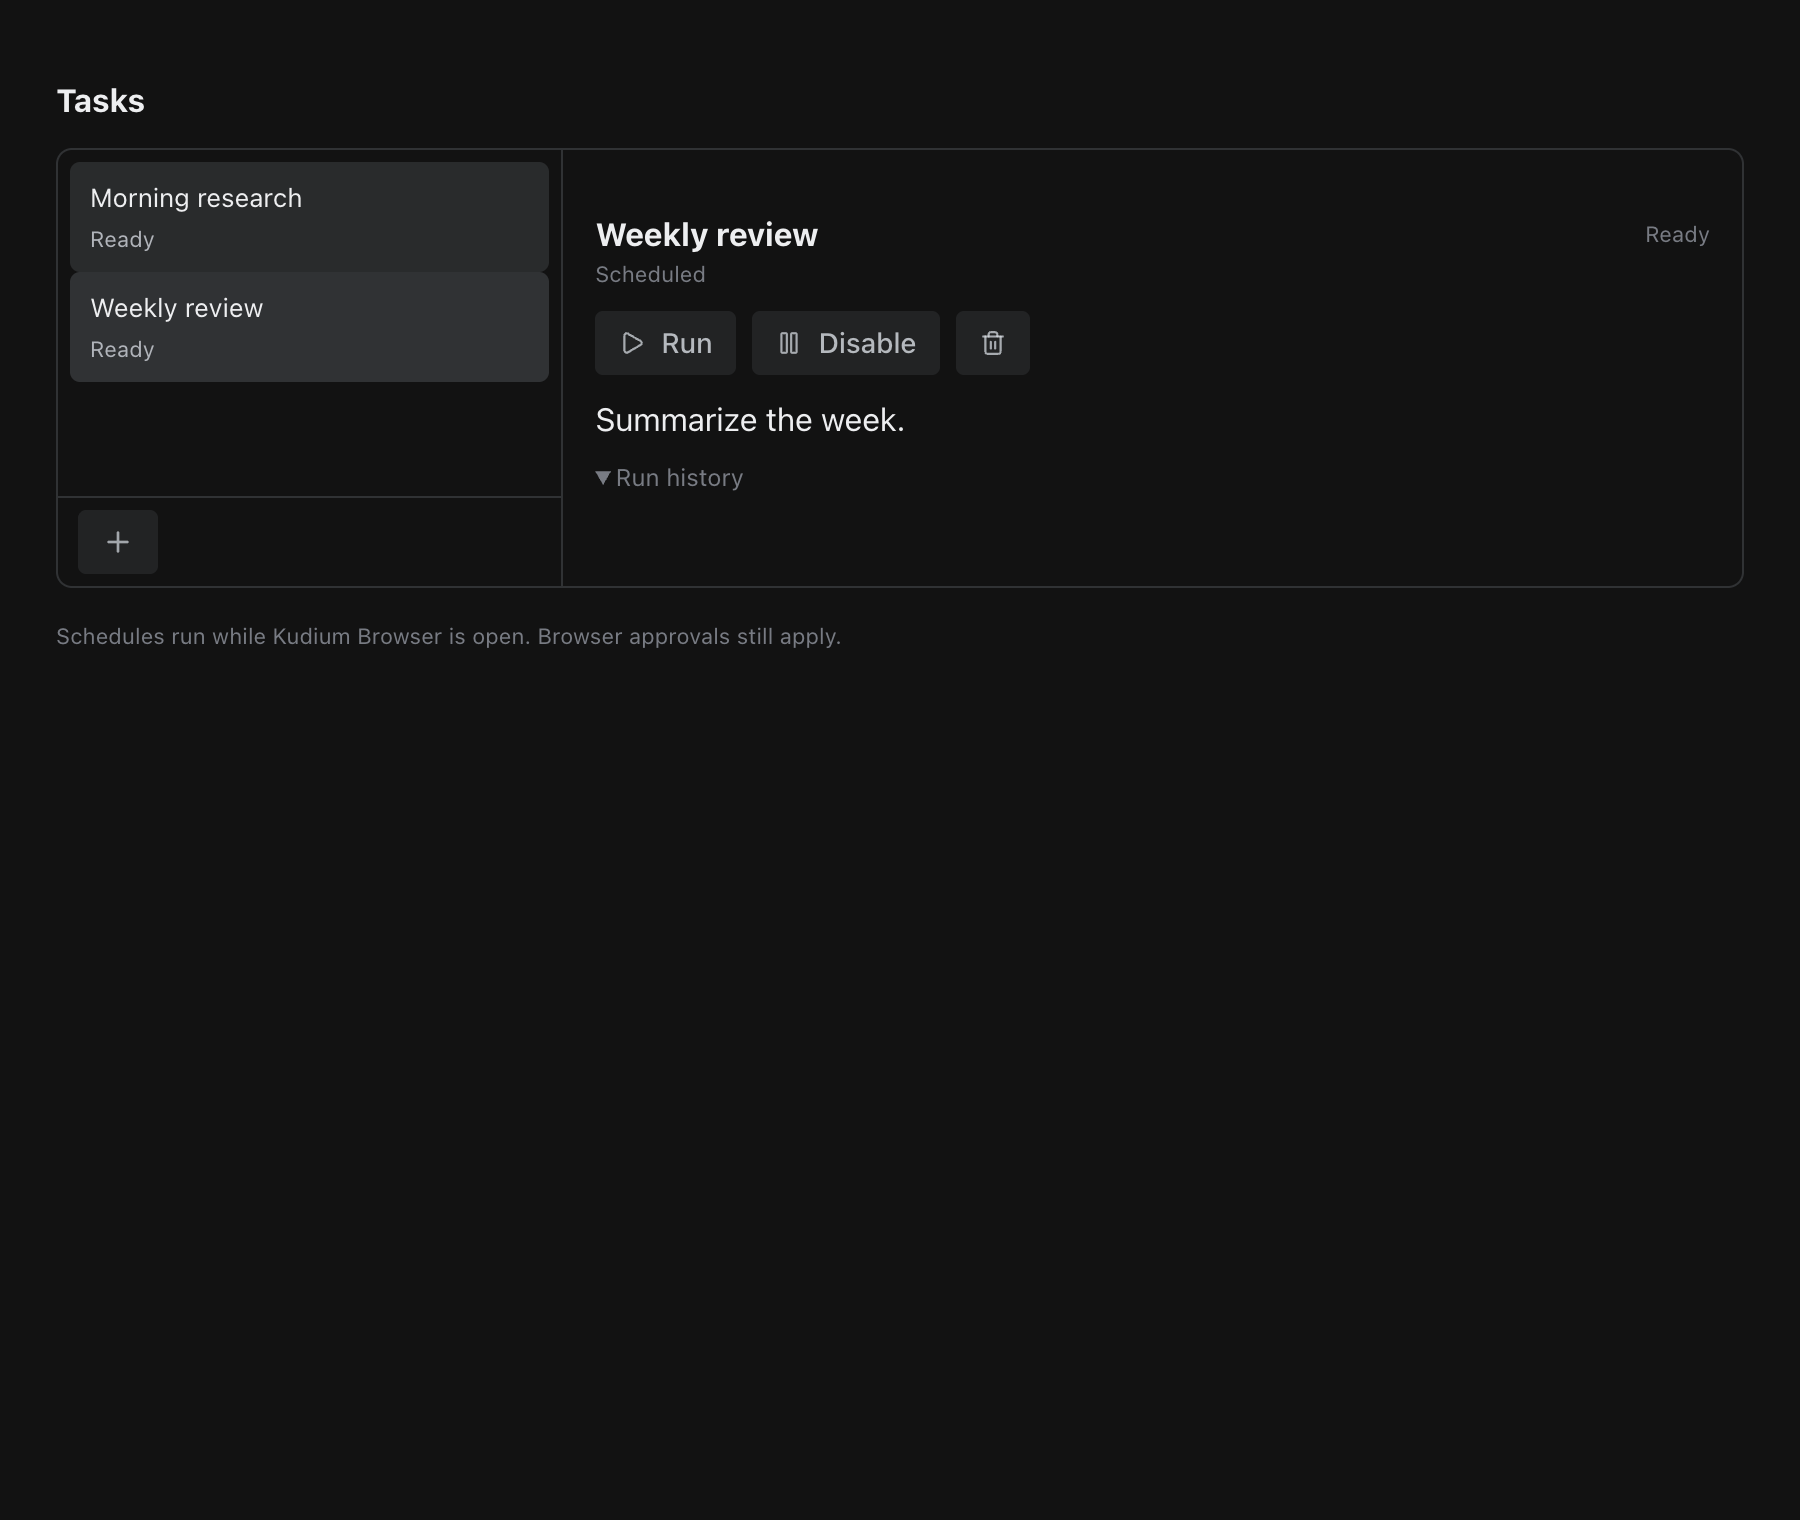 Tasks
Morning research
Ready
Weekly review
Ready
Weekly review
Ready
Scheduled
Run
Disable
Summarize the week.
Run history
Schedules run while Kudium Browser is open. Browser approvals still apply.